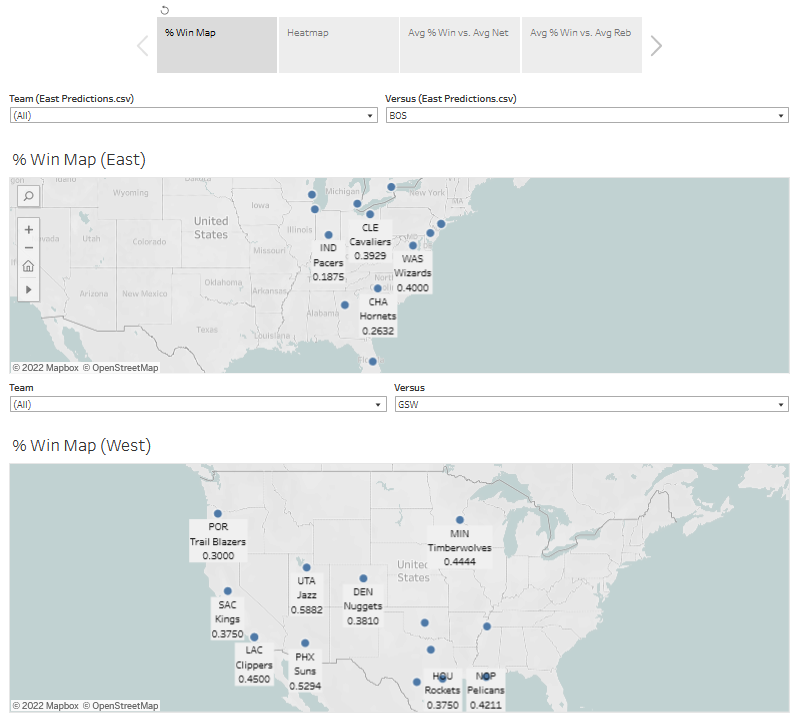 % Win Map
Heatmap
Avg % Win vs. Avg Net
Avg % Win vs. Avg Reb
Team (East Predictions.csv)
Versus (East Predictions.csv)
(All)
BOS
% Win Map (East)
Idaho
Wyoming
Dakota
Michigan
New York
MA
Iowa
United
States
Illinois
Utah
Colorado
Missouri
Arizona
New Mexico
Oklahoma
Arkansas
Texas
Louisiana
Alabama
North
CLE
Cavaliers
0.3929
IND
Pacers
0.1875
WAS
Wizards
0.4000
CHA
Hornets
0.2632
© 2022 Mapbox © OpenStreetMap
Team
Versus
(All)
GSW
% Win Map (West)
POR
Trail Blazers
0.3000
MIN
Timberwolves
0.4444
United
States
UTA
Jazz
0.5882
DEN
Nuggets
0.3810
SAC
Kings
0.3750
LAC
Clippers
0.4500
PHX
Suns
0.5294
HOU
Rockets
0.3750
NOP
Pelicans
0.4211
© 2022 Mapbox © OpenStreetMap